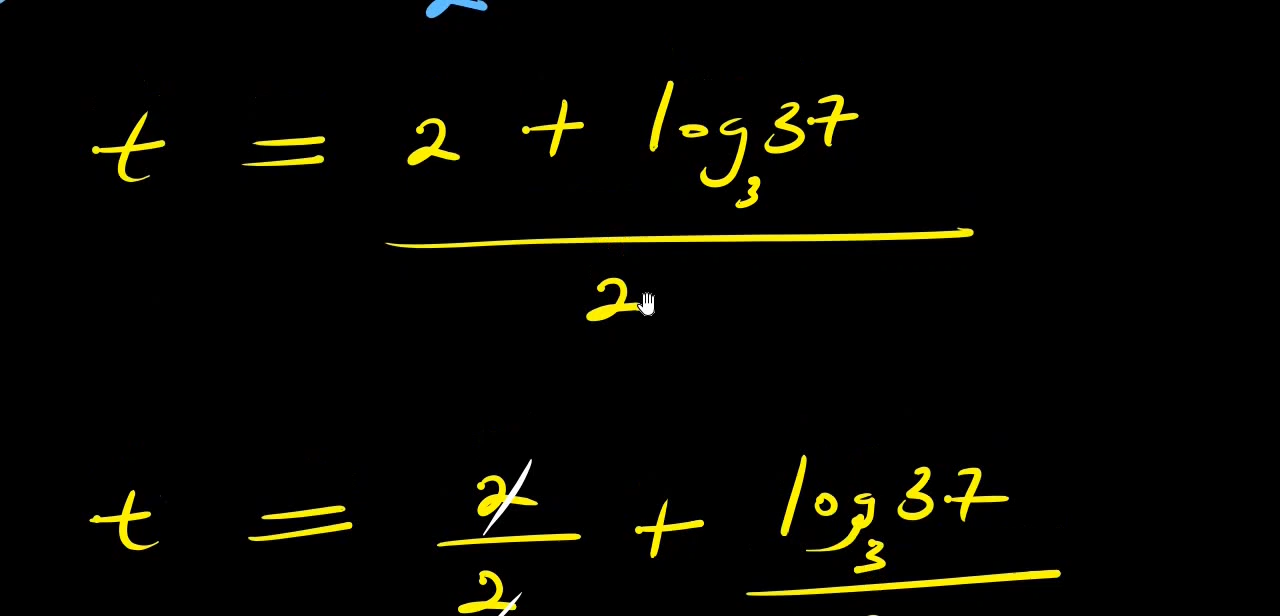 t = 2 + log₃37
2
t = 2 + log₃37
2